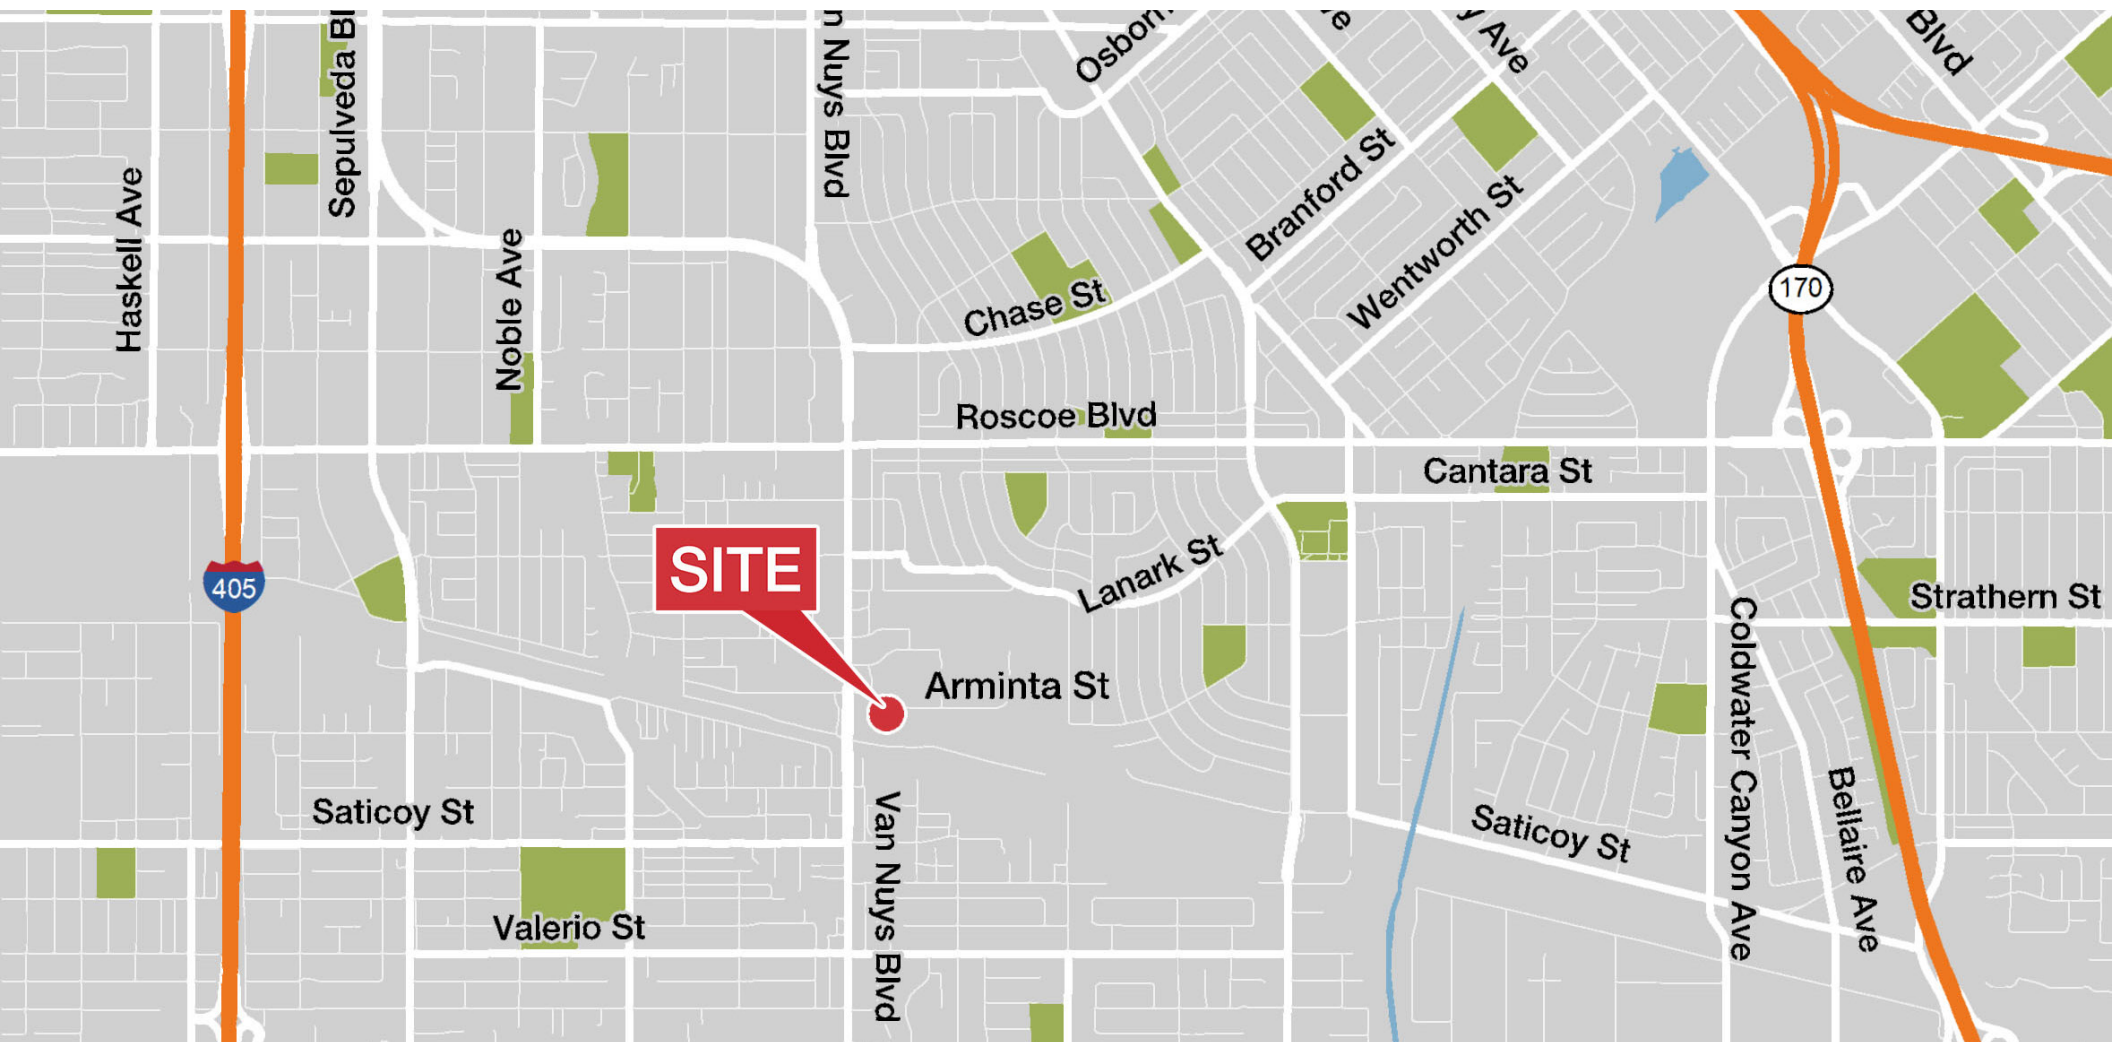 Sepulveda Bl
n Nuys Blvd
Osborn
ve
y Ave
Blvd
Haskell Ave
Noble Ave
Branford St
Wentworth St
Chase St
170
Roscoe Blvd
Cantara St
SITE
Lanark St
405
Strathern St
Arminta St
Coldwater Canyon Ave
Bellaire Ave
Saticoy St
Van Nuys Blvd
Saticoy St
Valerio St